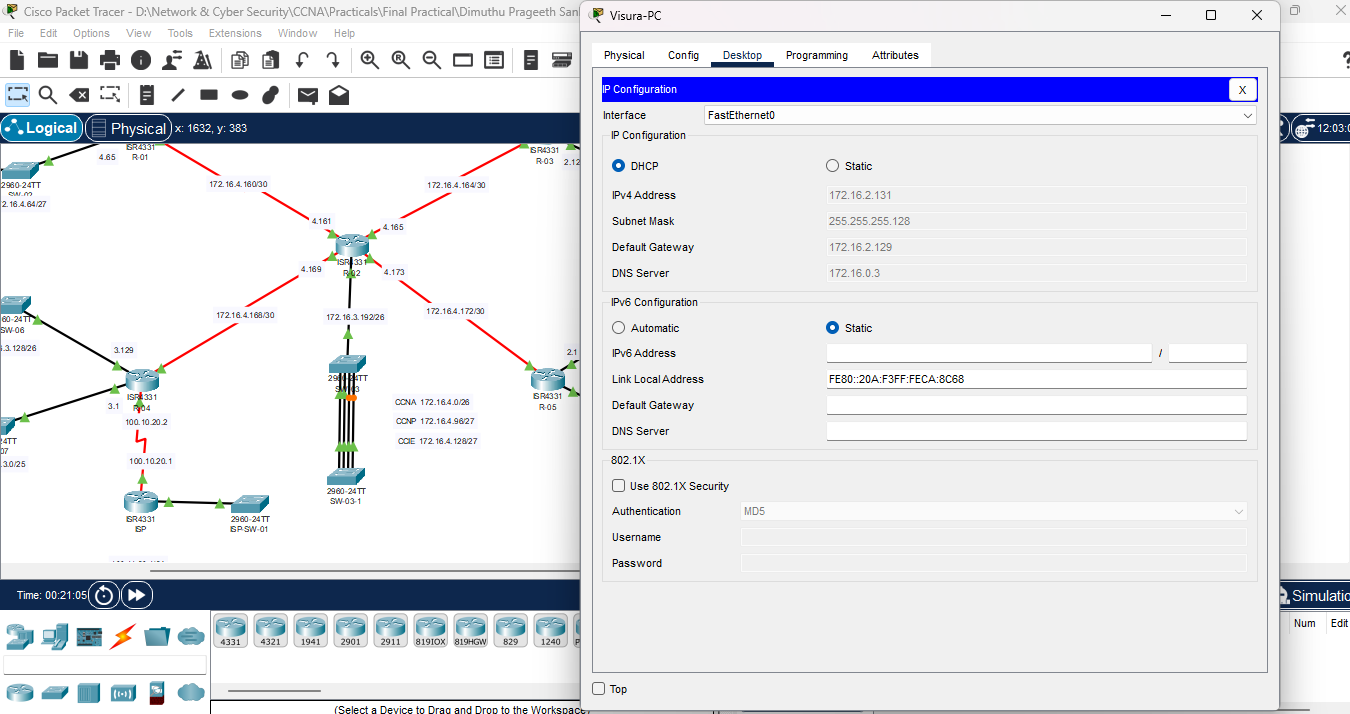 Cisco Packet Tracer - D:\Network & Cyber Security\CCNA\Practicals\Final Practical\Dimuthu Prageeth San
File Edit Options View Tools Extensions Window Help
Logical
Physical
x: 1632, y: 383
ISR4331
R-01
4.65
2960-24TT
SW-02
2.16.4.64/27
172.16.4.160/30
172.16.4.164/30
ISR4331
R-03
2.12
4.161
4.165
ISR4331
R-02
4.169
4.173
172.16.4.168/30
172.16.3.192/26
172.16.4.172/30
60-24TT
SW-06
.3.128/26
3.129
ISR4331
R-04
3.1
100.10.20.2
2960-24TT
SW-03
CCNA 172.16.4.0/26
CCNP 172.16.4.96/27
CCIE 172.16.4.128/27
2.1
ISR4331
R-05
4TT
07
.3.0/25
100.10.20.1
ISR4331
ISP
2960-24TT
ISP-SW-01
2960-24TT
SW-03-1
Time: 00:21:05
4331
4321
1941
2901
2911
819IOX
819HGW
829
1240
(Select a Device to Drag and Drop to the Workspace)
Visura-PC
Physical Config Desktop Programming Attributes
IP Configuration
X
Interface FastEthernet0
IP Configuration
DHCP Static
IPv4 Address 172.16.2.131
Subnet Mask 255.255.255.128
Default Gateway 172.16.2.129
DNS Server 172.16.0.3
IPv6 Configuration
Automatic Static
IPv6 Address /
Link Local Address FE80::20A:F3FF:FECA:8C68
Default Gateway
DNS Server
802.1X
Use 802.1X Security
Authentication MD5
Username
Password
Top
12:03:0
Simulatio
Num Edit